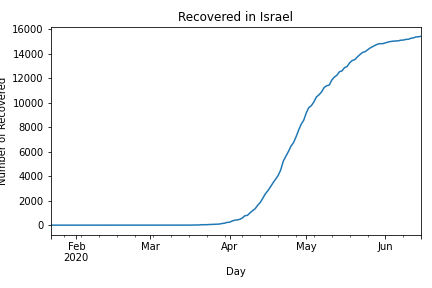 Recovered in Israel
16000
14000
12000
10000
8000
6000
4000
2000
0
Number of Recovered
Feb
2020
Mar
Apr
May
Jun
Day